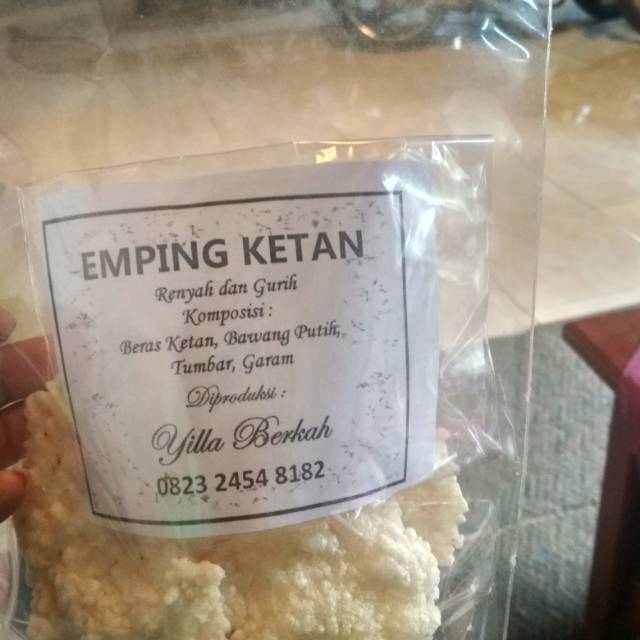 EMPING KETAN
Renyah dan Gurih
Komposisi :
Beras Ketan, Bawang Putih,
Tumbar, Garam
Diproduksi :
Yilla Berkah
0823 2454 8182